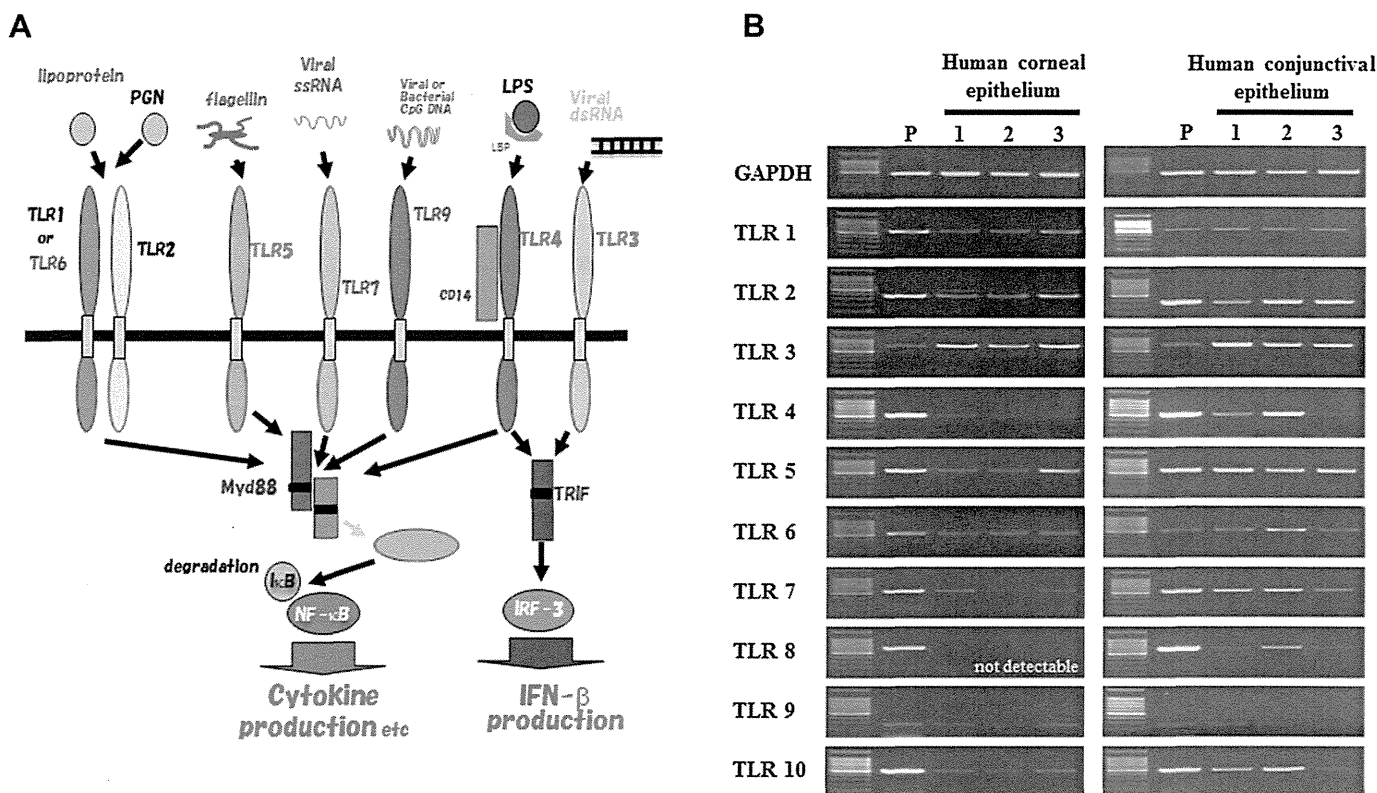 A
lipoprotein
PGN
flagellin
Viral
ssRNA
Viral or
Bacterial
CpG DNA
LPS
LBP
Viral
dsRNA
TLR1
or
TLR6
TLR2
TLR5
TLR7
TLR9
CD14
TLR4
TLR3
Myd88
TRIF
degradation
IκB
NF-κB
IRF-3
Cytokine
production etc
IFN-β
production
B
Human corneal
epithelium
Human conjunctival
epithelium
P 1 2 3 P 1 2 3
GAPDH
TLR 1
TLR 2
TLR 3
TLR 4
TLR 5
TLR 6
TLR 7
TLR 8
not detectable
TLR 9
TLR 10